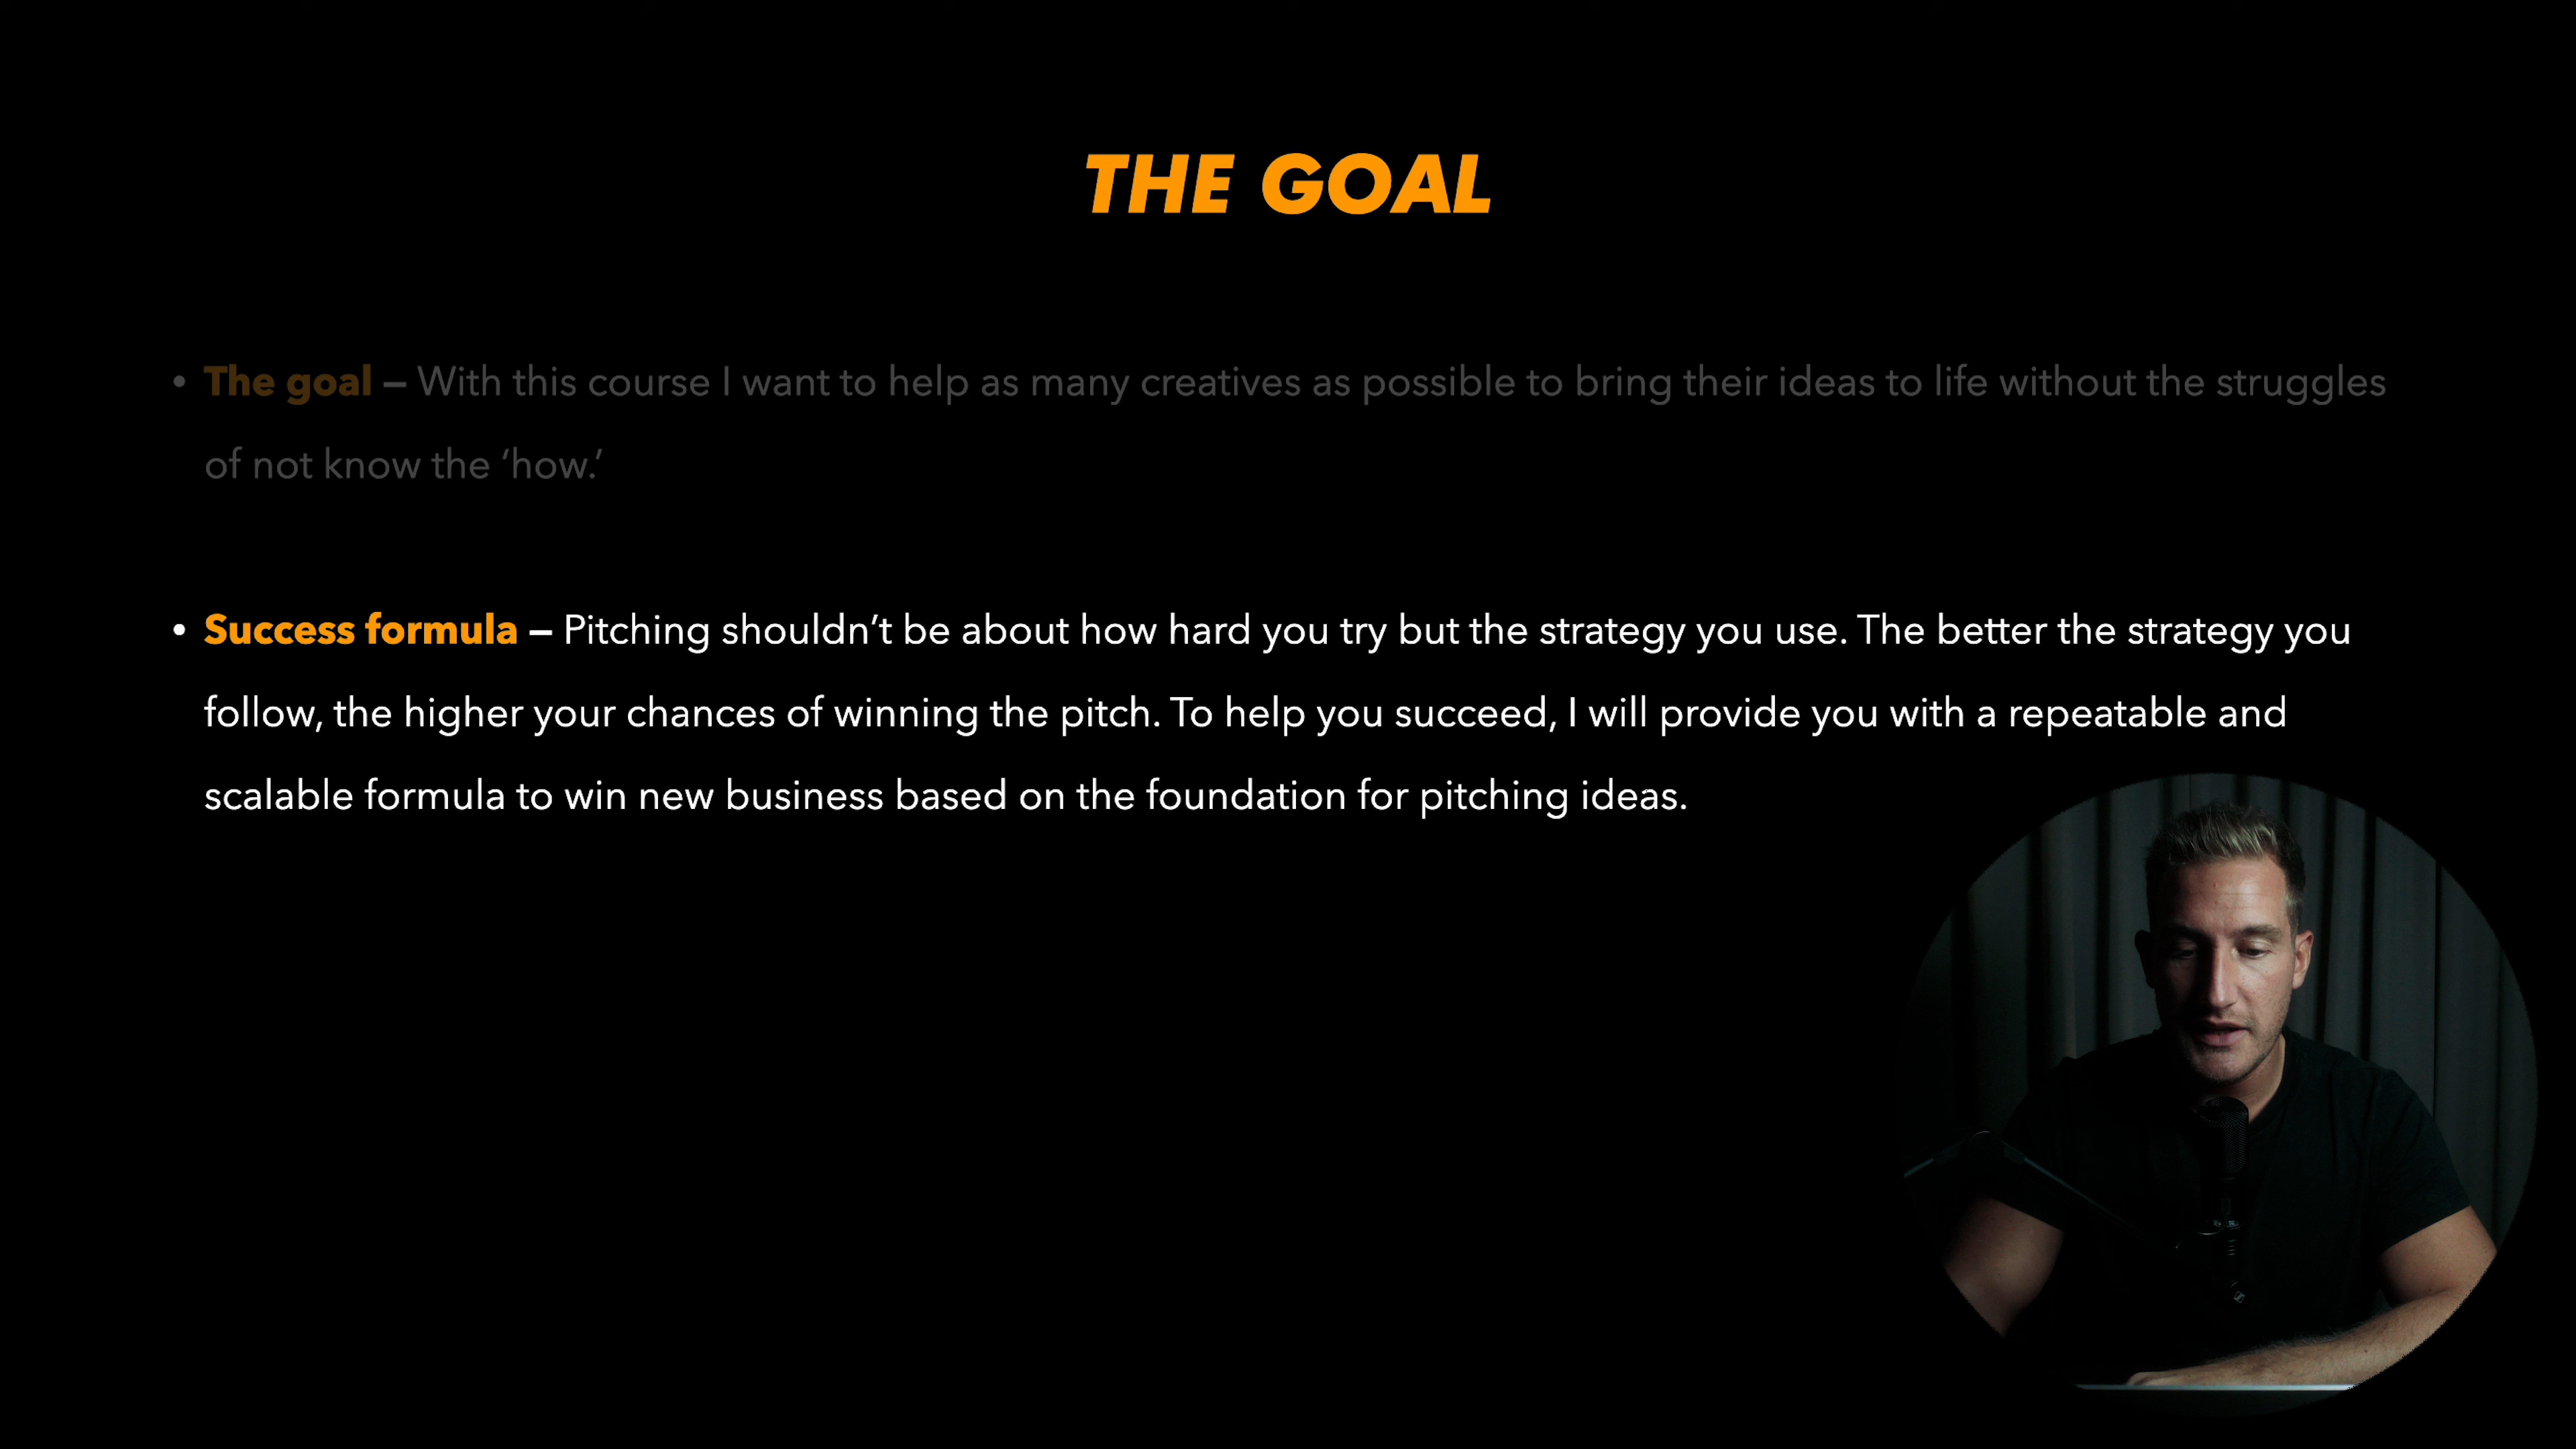 THE GOAL
• The goal – With this course I want to help as many creatives as possible to bring their ideas to life without the struggles
of not know the ‘how.’
• Success formula – Pitching shouldn’t be about how hard you try but the strategy you use. The better the strategy you
follow, the higher your chances of winning the pitch. To help you succeed, I will provide you with a repeatable and
scalable formula to win new business based on the foundation for pitching ideas.